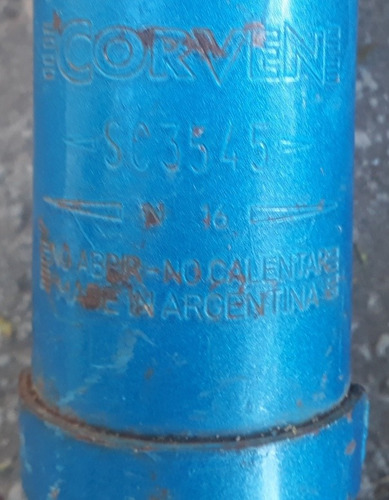 CORVEN
SC3545
N 16
NO ABRIR-NO CALENTAR
MADE IN ARGENTINA